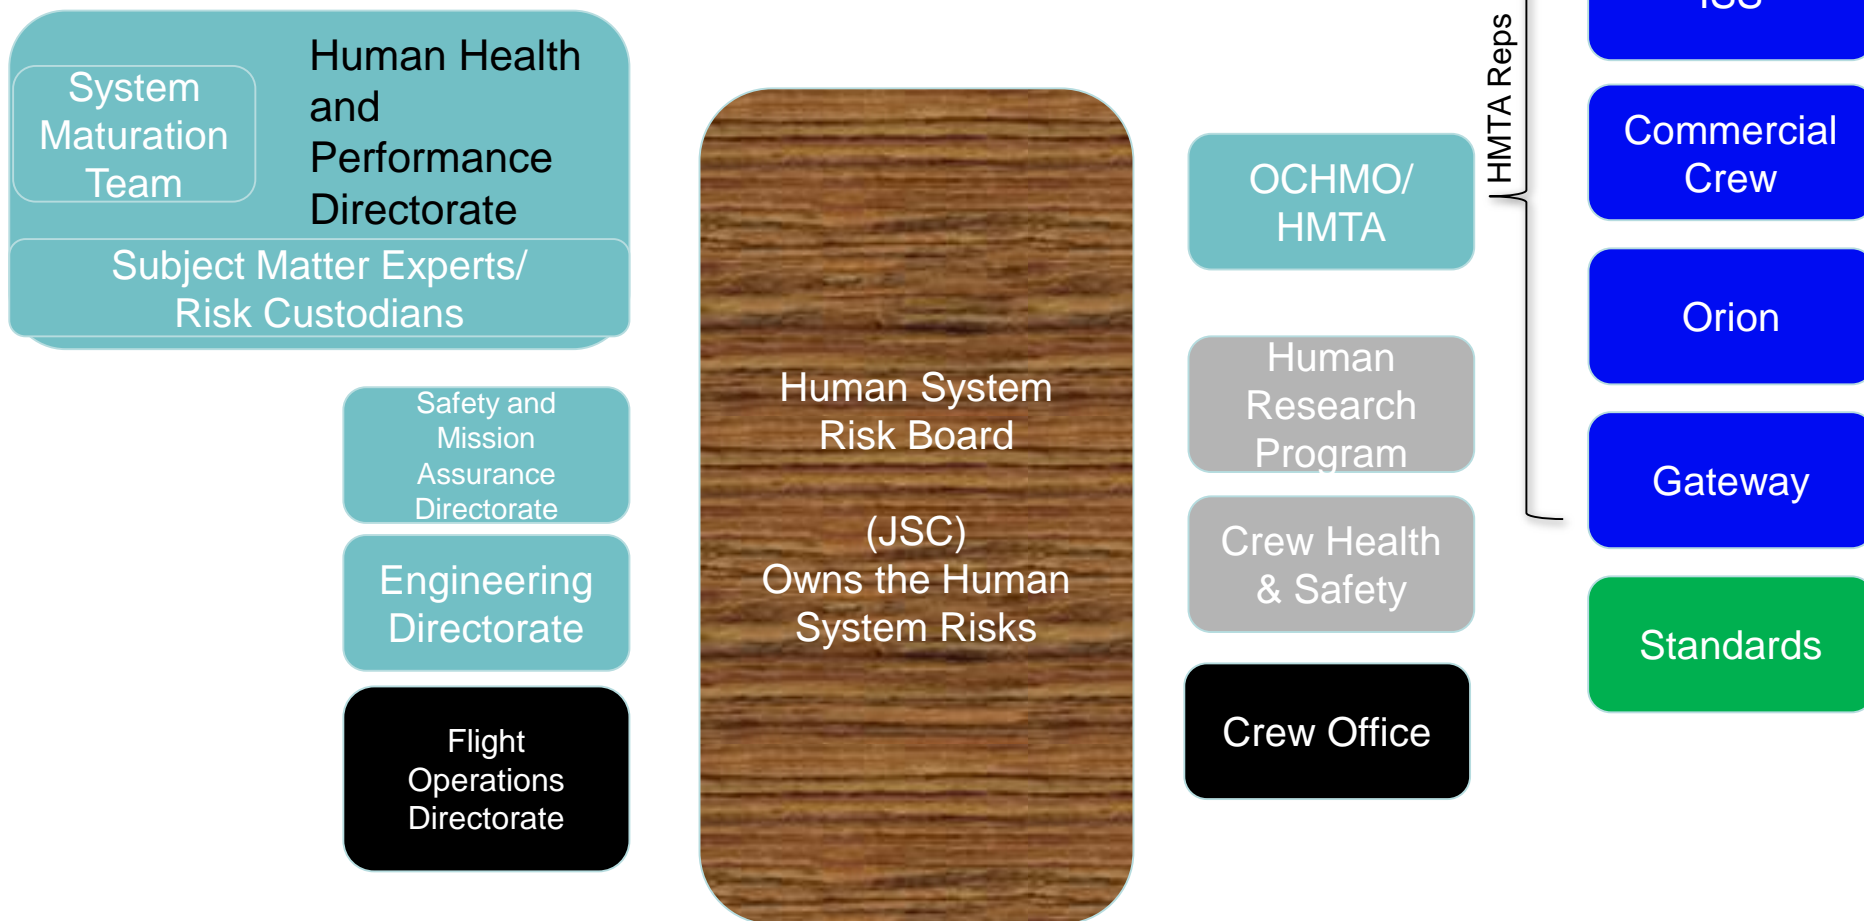 System
Maturation
Team
Human Health
and
Performance
Directorate
Subject Matter Experts/
Risk Custodians
Safety and
Mission
Assurance
Directorate
Engineering
Directorate
Flight
Operations
Directorate
Human System
Risk Board
(JSC)
Owns the Human
System Risks
OCHMO/
HMTA
Human
Research
Program
Crew Health
& Safety
Crew Office
HMTA Reps
ISS
Commercial
Crew
Orion
Gateway
Standards